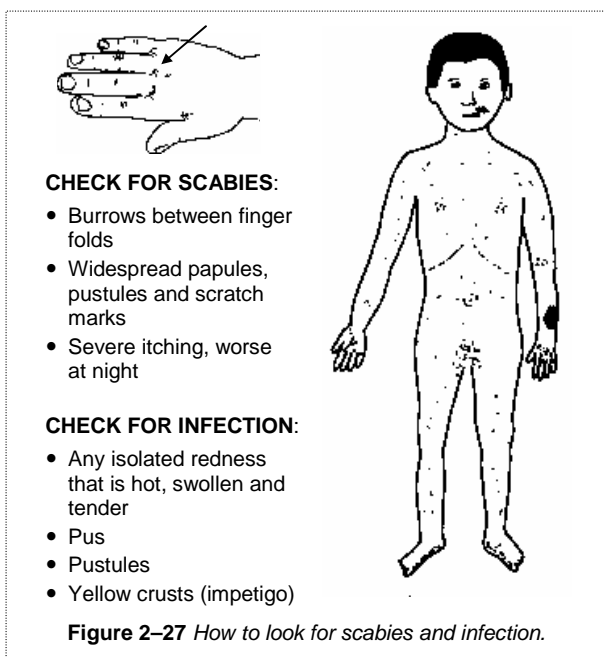 CHECK FOR SCABIES:
• Burrows between finger
folds
• Widespread papules,
pustules and scratch
marks
• Severe itching, worse
at night
CHECK FOR INFECTION:
• Any isolated redness
that is hot, swollen and
tender
• Pus
• Pustules
• Yellow crusts (impetigo)
Figure 2–27 How to look for scabies and infection.